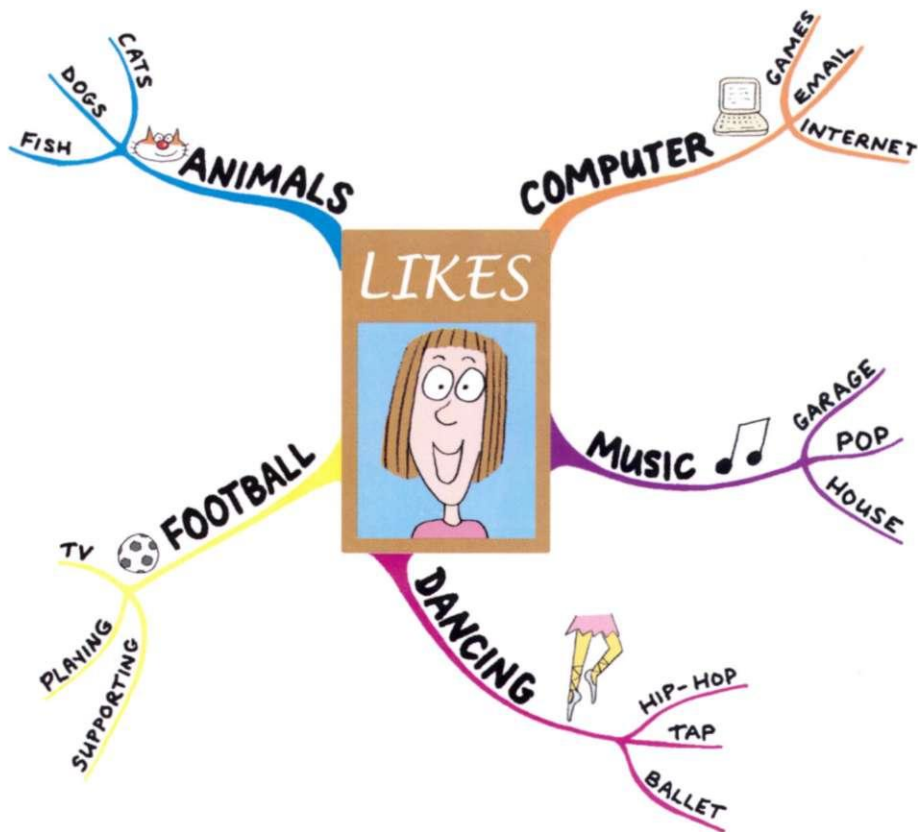 LIKES
COMPUTER
GAMES
EMAIL
INTERNET
MUSIC
GARAGE
POP
HOUSE
DANCING
HIP-HOP
TAP
BALLET
FOOTBALL
SUPPORTING
PLAYING
TV
ANIMALS
FISH
DOGS
CATS